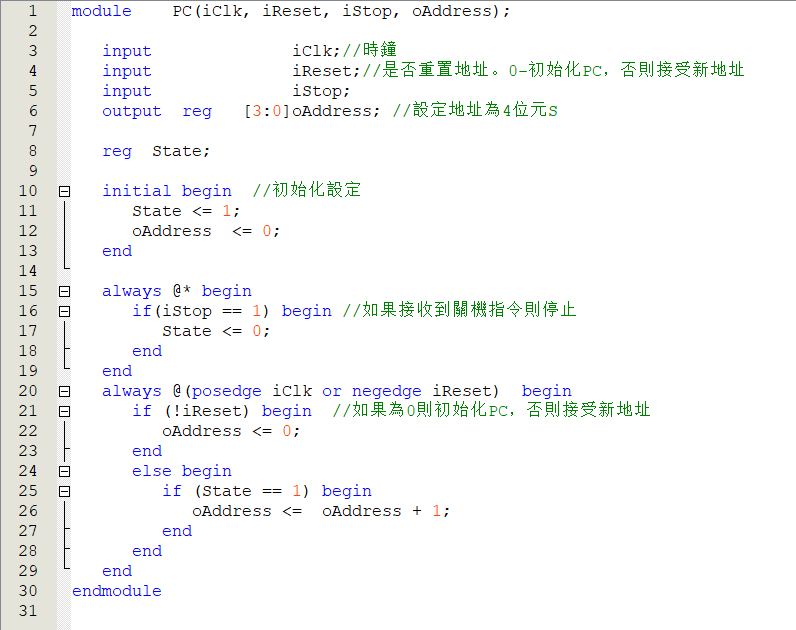 1 module    PC(iClk, iReset, iStop, oAddress);
2
3    input              iClk;//時鐘
4    input              iReset;//是否重置地址。0-初始化PC，否則接受新地址
5    input              iStop;
6    output  reg   [3:0]oAddress; //設定地址為4位元S
7
8    reg  State;
9
10    initial begin  //初始化設定
11       State <= 1;
12       oAddress  <= 0;
13    end
14
15    always @* begin
16       if(iStop == 1) begin //如果接收到關機指令則停止
17          State <= 0;
18       end
19    end
20    always @(posedge iClk or negedge iReset)  begin
21       if (!iReset) begin  //如果為0則初始化PC，否則接受新地址
22          oAddress <= 0;
23       end
24       else begin
25          if (State == 1) begin
26             oAddress <=  oAddress + 1;
27          end
28       end
29    end
30 endmodule
31